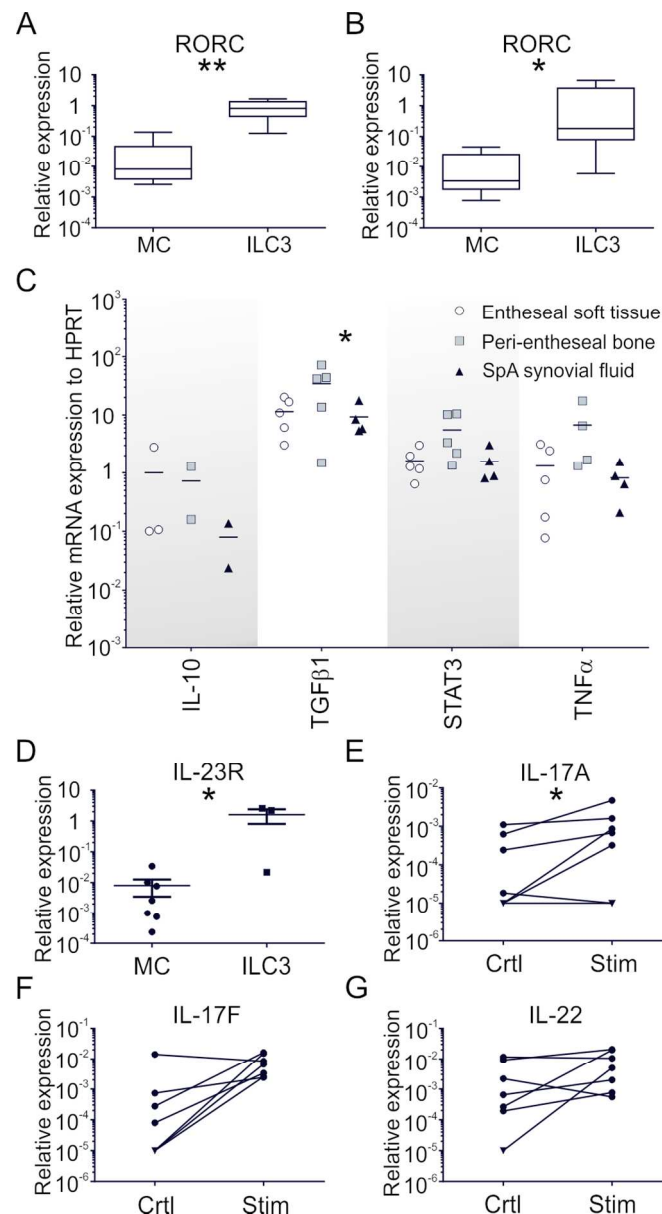 A
RORC
**
Relative expression
10
1
10-1
10-2
10-3
10-4
MC
ILC3
B
RORC
*
Relative expression
10
1
10-1
10-2
10-3
10-4
MC
ILC3
C
Relative mRNA expression to HPRT
103
102
10
1
10-1
10-2
10-3
*
Entheseal soft tissue
Peri-entheseal bone
SpA synovial fluid
IL-10
TGFβ1
STAT3
TNFα
D
IL-23R
*
Relative expression
10
1
10-1
10-2
10-3
10-4
MC
ILC3
E
IL-17A
*
Relative expression
10-2
10-3
10-4
10-5
10-6
Crtl
Stim
F
IL-17F
Relative expression
10-1
10-2
10-3
10-4
10-5
10-6
Crtl
Stim
G
IL-22
Relative expression
10-1
10-2
10-3
10-4
10-5
10-6
Crtl
Stim